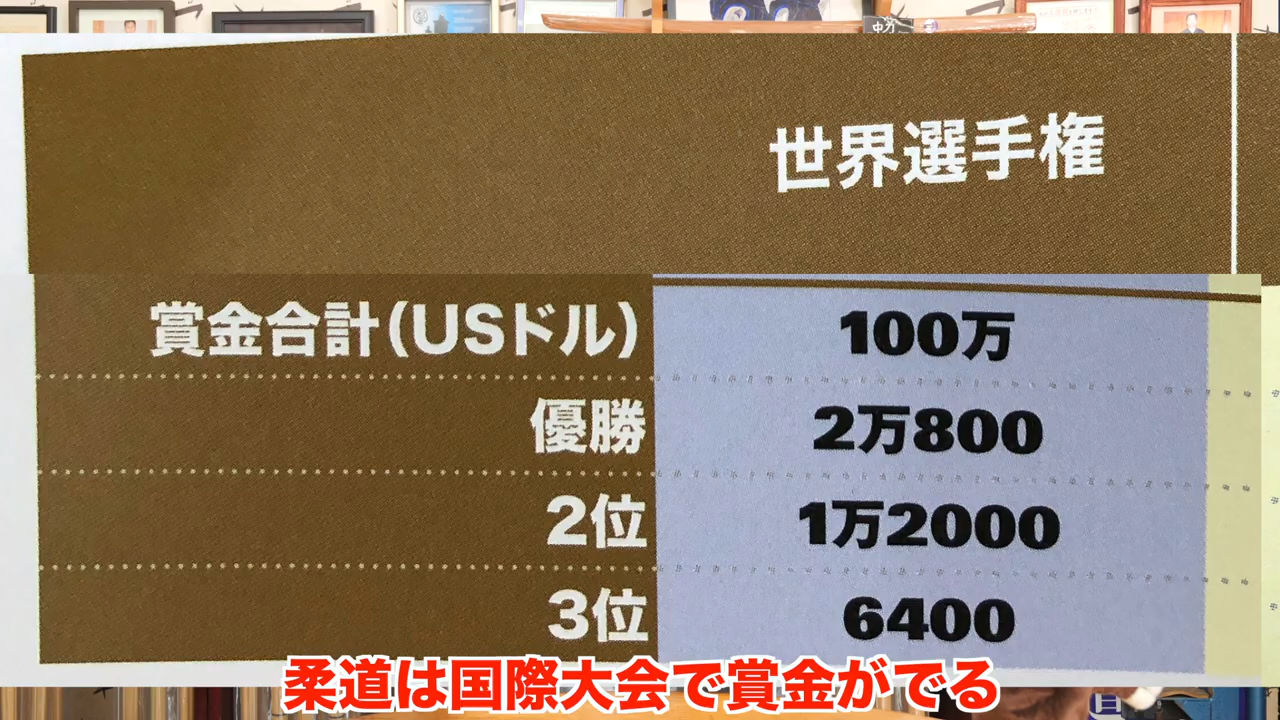 世界選手権
賞金合計(USドル) 100万
優勝 2万800
2位 1万2000
3位 6400
柔道は国際大会で賞金がでる